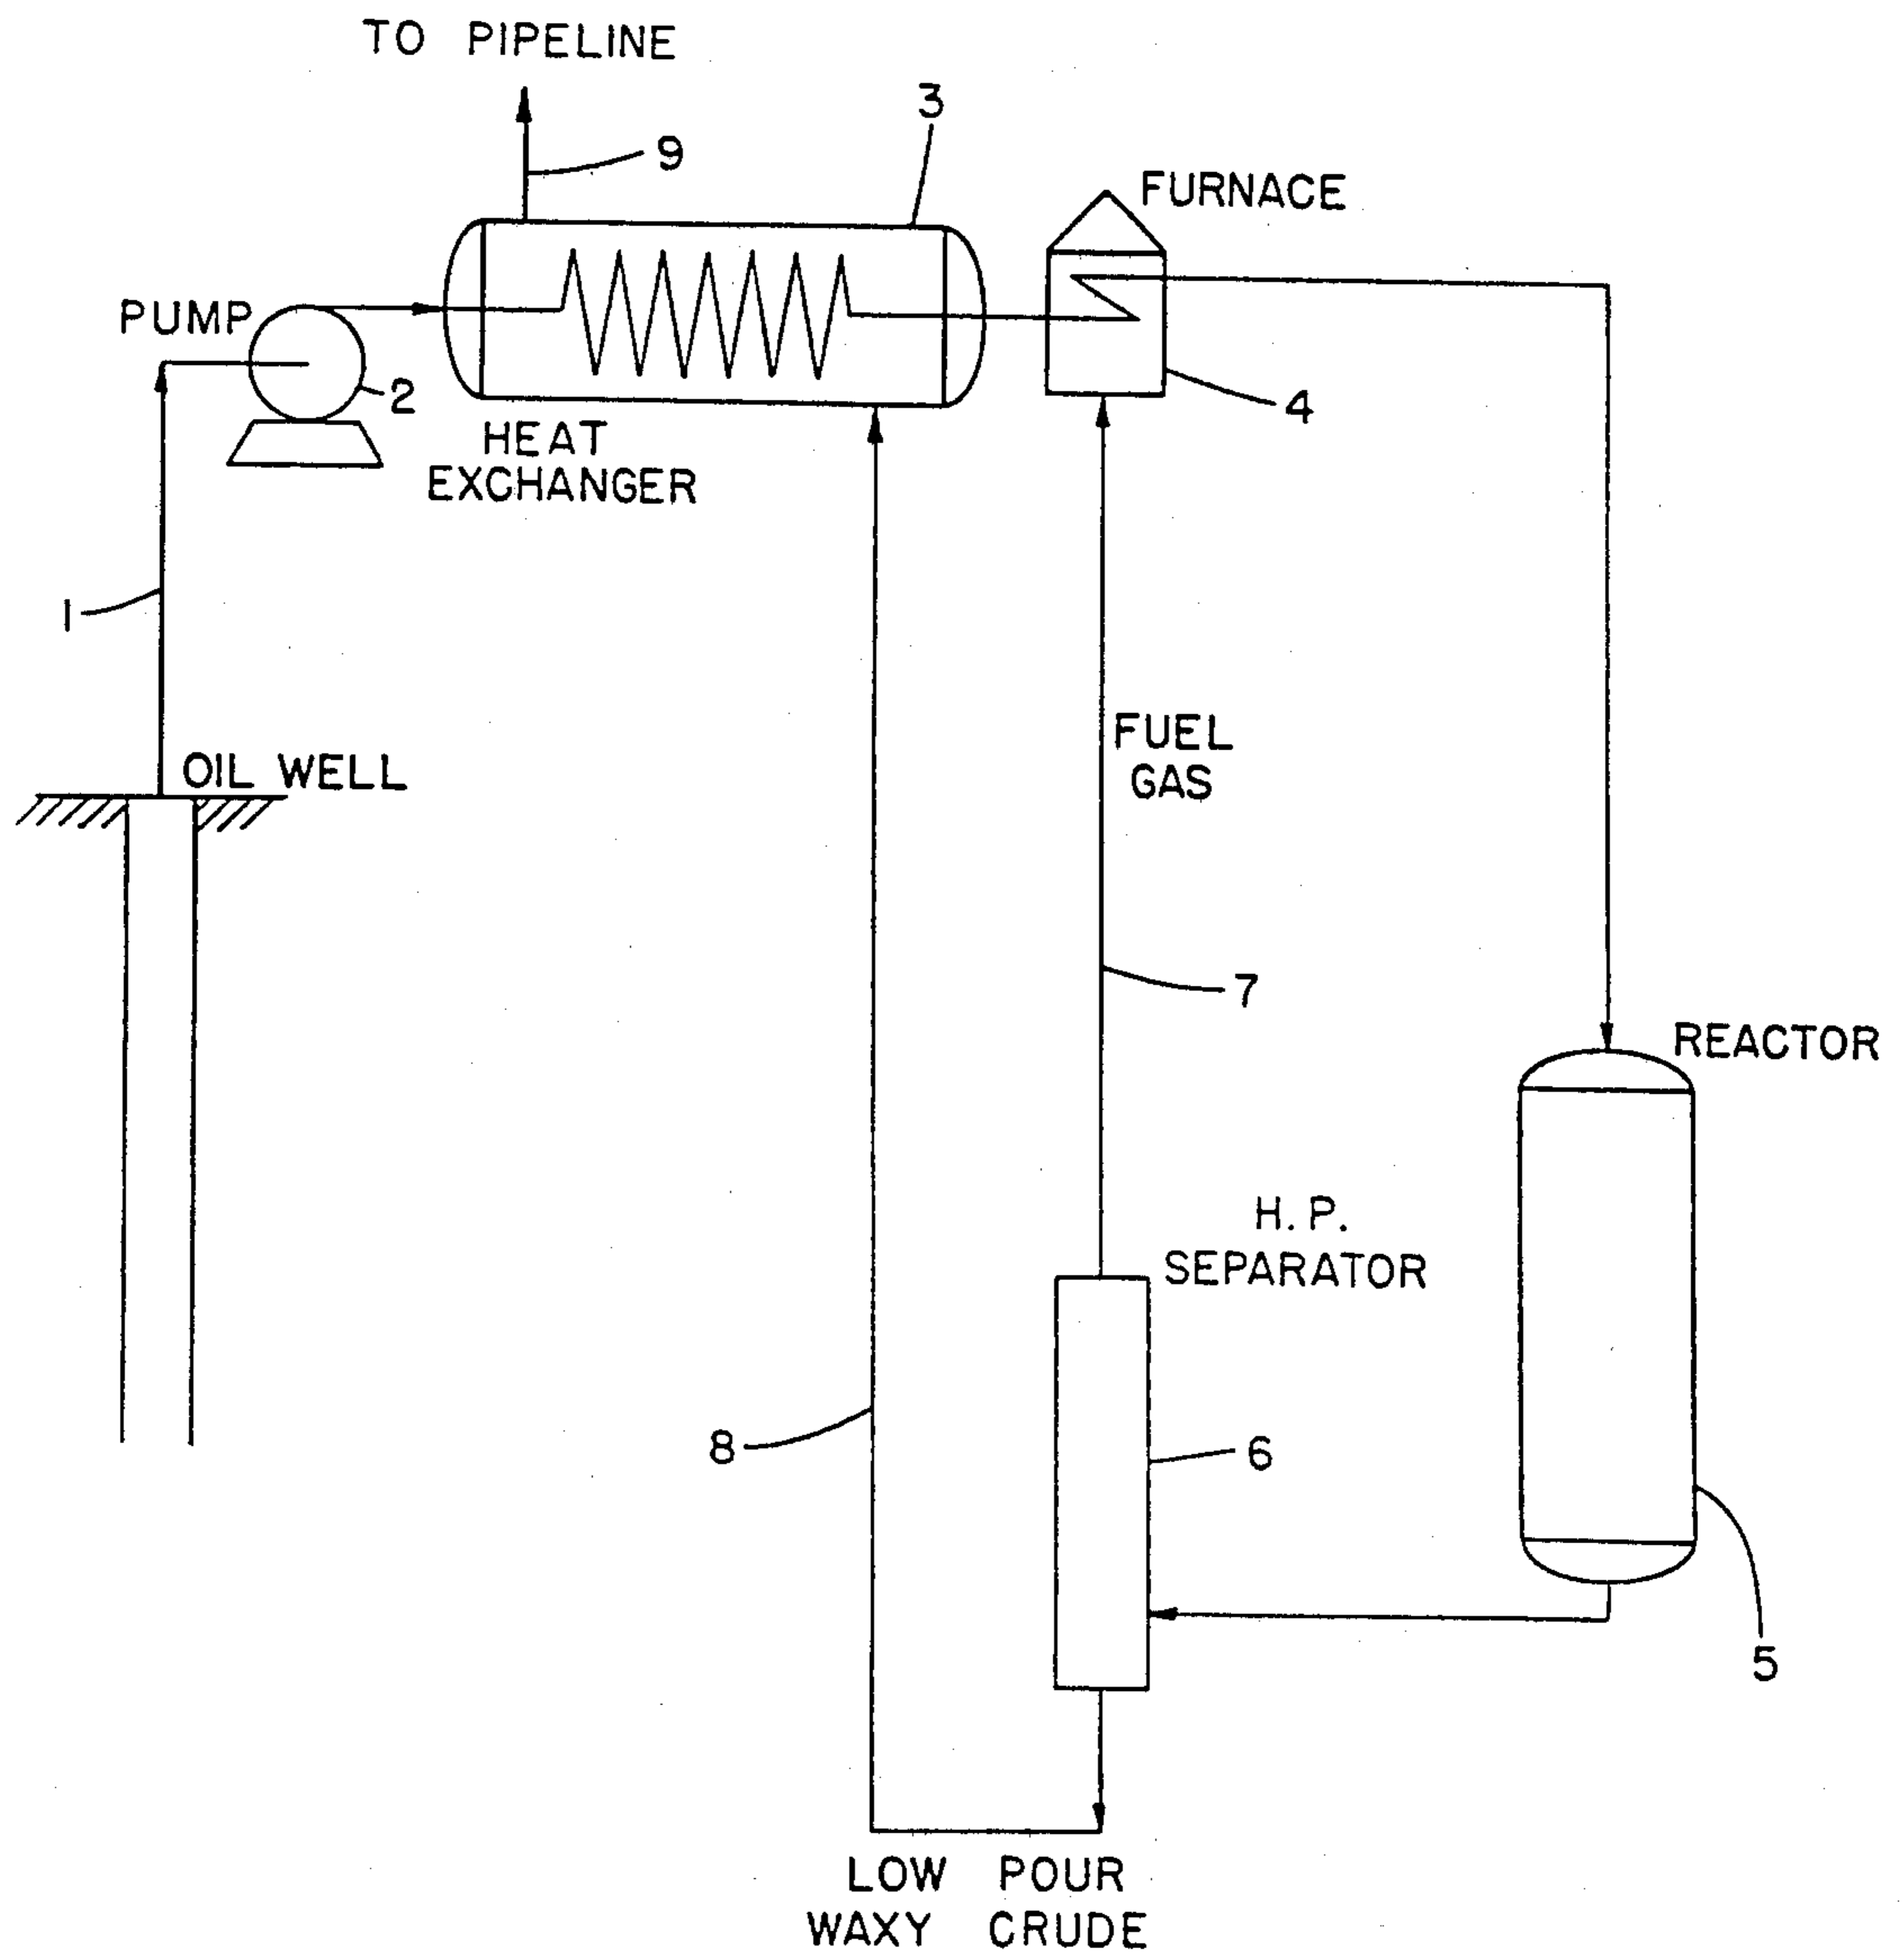 TO PIPELINE
3
9
FURNACE
PUMP
2
4
HEAT
EXCHANGER
1
FUEL
GAS
OIL WELL
7
REACTOR
H. P.
SEPARATOR
8
6
5
LOW POUR
WAXY CRUDE